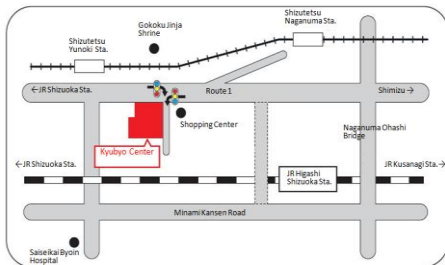 Gokoku Jinja
Shrine
Shizutetsu
Naganuma Sta.
Shizutetsu
Yunoki Sta.
←JR Shizuoka Sta.
Route 1
Shimizu
Shopping Center
Naganuma Ohashi
Bridge
Kyubyo Center
←JR Shizuoka Sta.
JR Higashi
Shizuoka Sta.
JR Kusanagi Sta.→
Minami Kansen Road
Saiseikai Byoin
Hospital